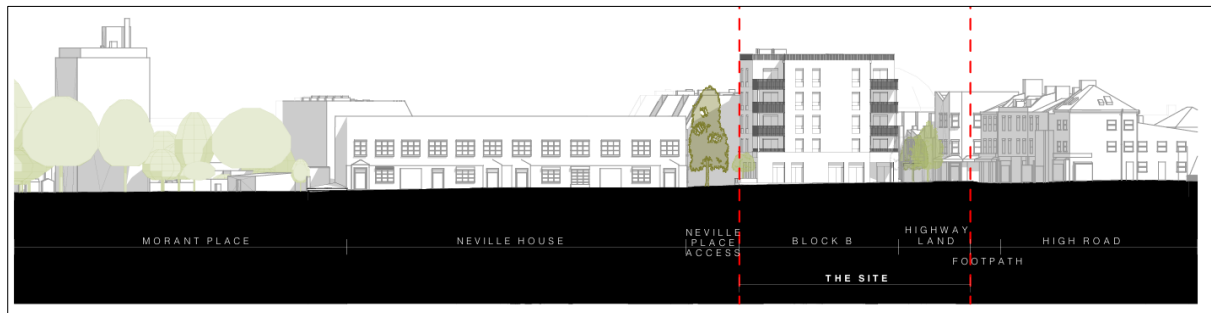 MORANT PLACE
NEVILLE HOUSE
NEVILLE
PLACE
ACCESS
BLOCK B
HIGHWAY
LAND
FOOTPATH
HIGH ROAD
THE SITE